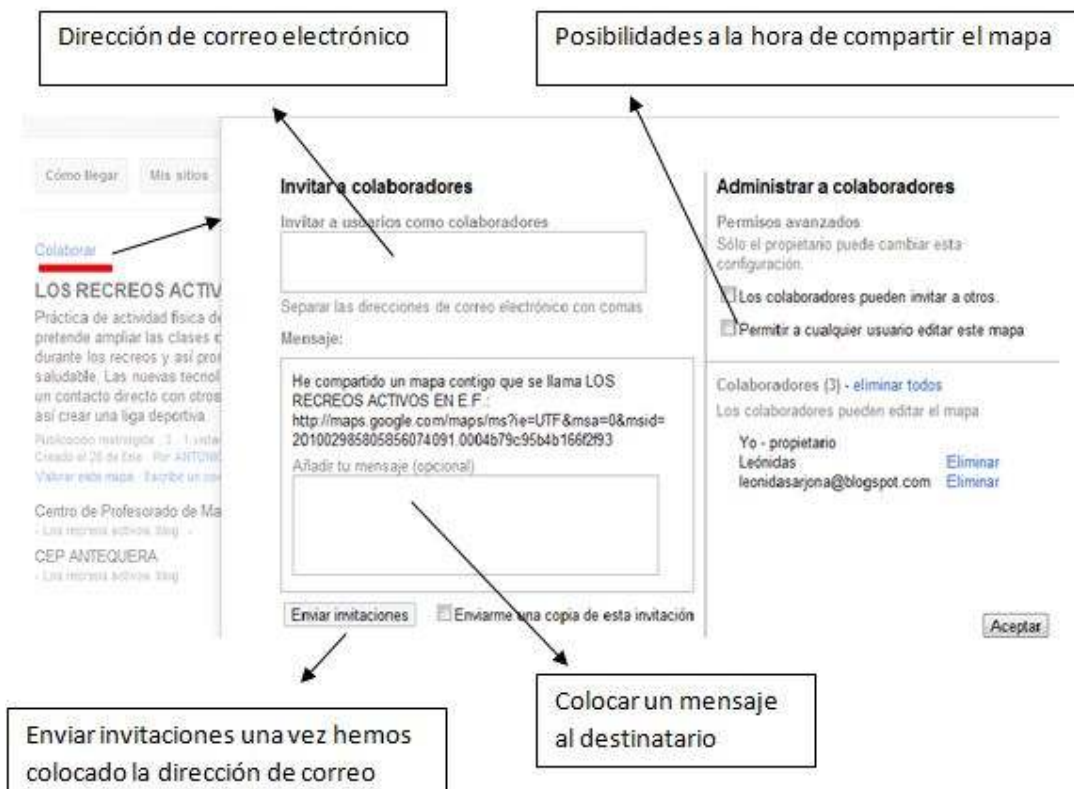 Dirección de correo electrónico
Posibilidades a la hora de compartir el mapa
Cómo llegar
Mis sitios
Colaborar
LOS RECREOS ACTIV
Práctica de actividad física de
pretende ampliar las clases
durante los recreos y así pro
saludable. Las nuevas tecnol
un contacto directo con otros
así crear una liga deportiva.
Centro de Profesorado de Ma
- Los recreos activos. blog -
CEP ANTEQUERA
- Los recreos activos. blog
Invitar a colaboradores
Invitar a usuarios como colaboradores
Separar las direcciones de correo electrónico con comas
Mensaje:
He compartido un mapa contigo que se llama LOS
RECREOS ACTIVOS EN E.F.:
http://maps.google.com/maps/ms?ie=UTF&msa=0&msid=
201002985805856074091.0004b79c95b4b166f2f93
Añadir tu mensaje (opcional)
Enviar invitaciones
Enviarme una copia de esta invitación
Administrar a colaboradores
Permisos avanzados
Sólo el propietario puede cambiar esta
configuración.
Los colaboradores pueden invitar a otros.
Permitir a cualquier usuario editar este mapa
Colaboradores (3) - eliminar todos
Los colaboradores pueden editar el mapa
Yo - propietario
Leónidas Eliminar
leonidasarjona@blogspot.com Eliminar
Aceptar
Enviar invitaciones una vez hemos
colocado la dirección de correo
Colocar un mensaje
al destinatario